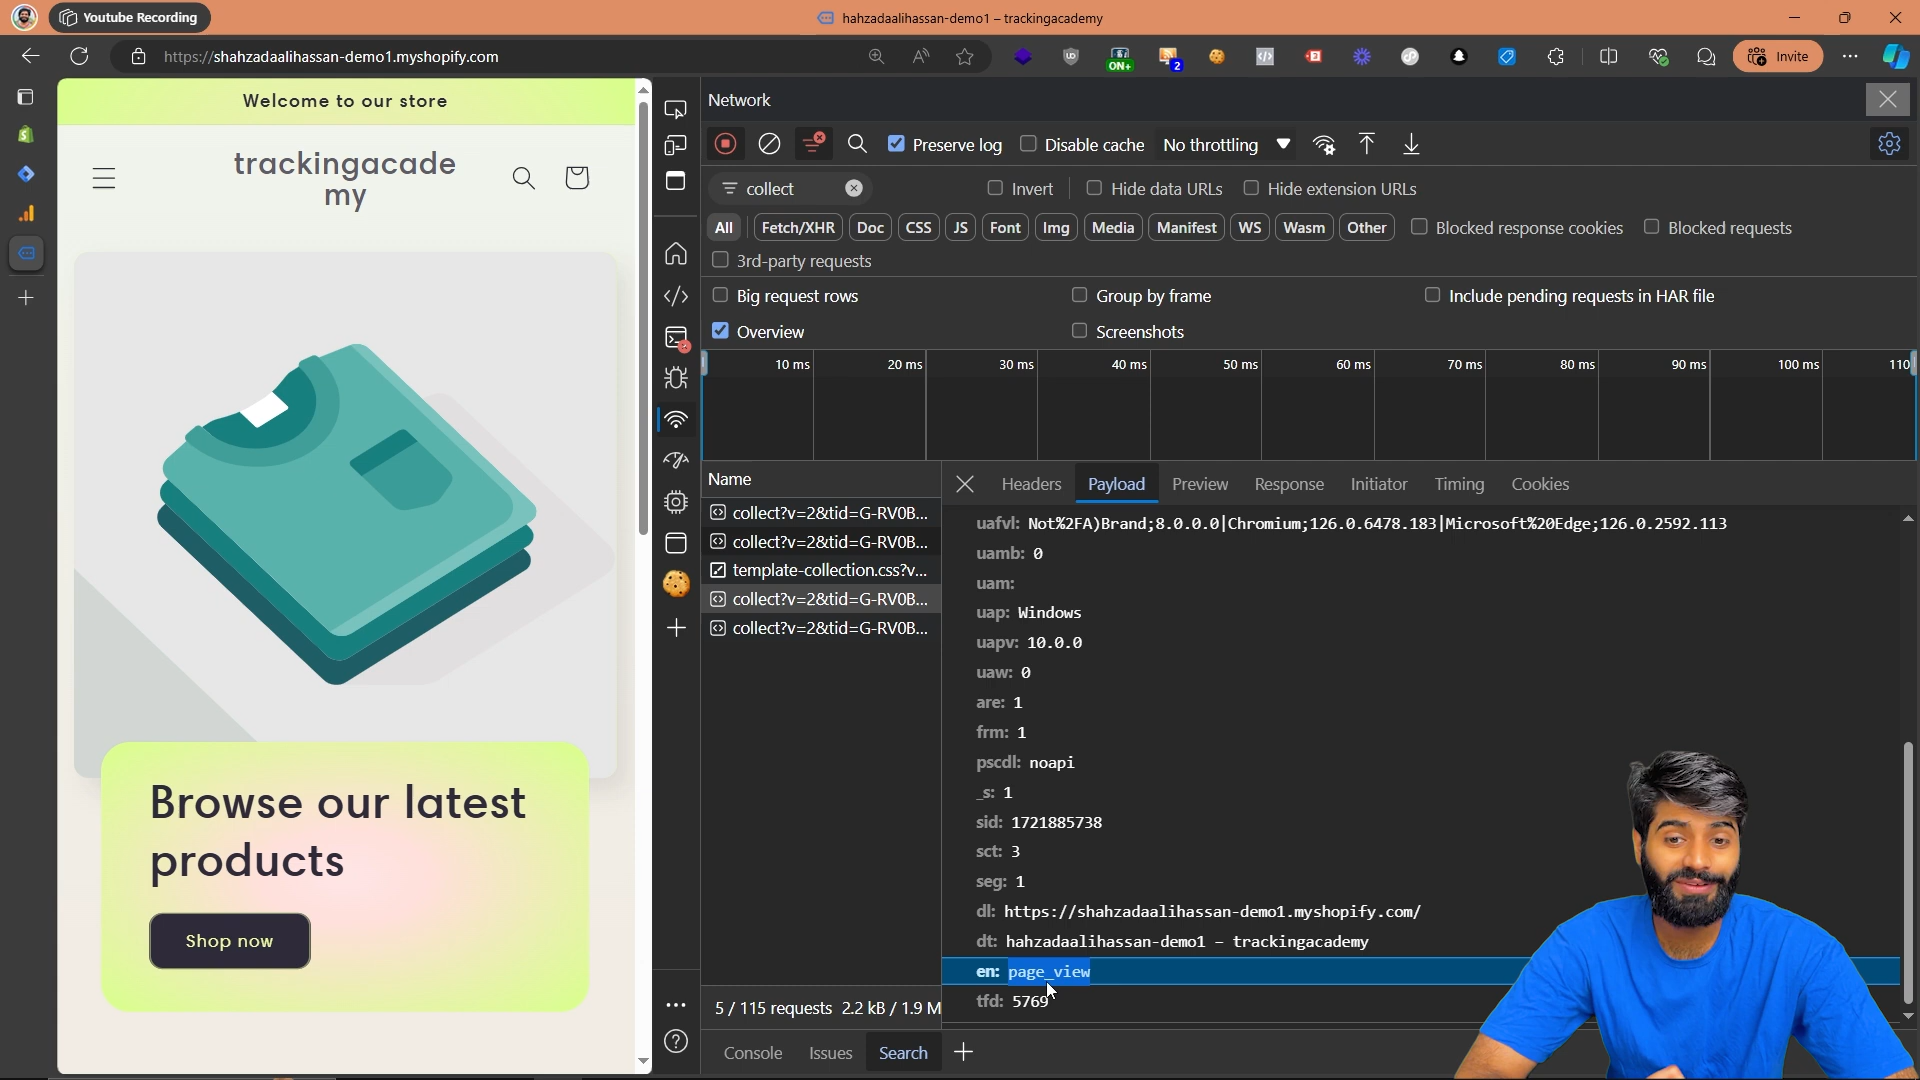 Youtube Recording
hahzadaalihassan-demo1 – trackingacademy
https://shahzadaalihassan-demo1.myshopify.com
ON+
2
Invite
Welcome to our store
trackingacade
my
Browse our latest
products
Shop now
Network
Preserve log
Disable cache
No throttling
collect
Invert
Hide data URLs
Hide extension URLs
All
Fetch/XHR
Doc
CSS
JS
Font
Img
Media
Manifest
WS
Wasm
Other
Blocked response cookies
Blocked requests
3rd-party requests
Big request rows
Group by frame
Include pending requests in HAR file
Overview
Screenshots
10 ms
20 ms
30 ms
40 ms
50 ms
60 ms
70 ms
80 ms
90 ms
100 ms
110
Name
collect?v=2&tid=G-RV0B...
collect?v=2&tid=G-RV0B...
template-collection.css?v...
collect?v=2&tid=G-RV0B...
collect?v=2&tid=G-RV0B...
5 / 115 requests 2.2 kB / 1.9 M
Headers
Payload
Preview
Response
Initiator
Timing
Cookies
uafvl: Not%2FA)Brand;8.0.0.0|Chromium;126.0.6478.183|Microsoft%20Edge;126.0.2592.113
uamb: 0
uam:
uap: Windows
uapv: 10.0.0
uaw: 0
are: 1
frm: 1
pscdl: noapi
_s: 1
sid: 1721885738
sct: 3
seg: 1
dl: https://shahzadaalihassan-demo1.myshopify.com/
dt: hahzadaalihassan-demo1 – trackingacademy
en: page_view
tfd: 5769
Console
Issues
Search